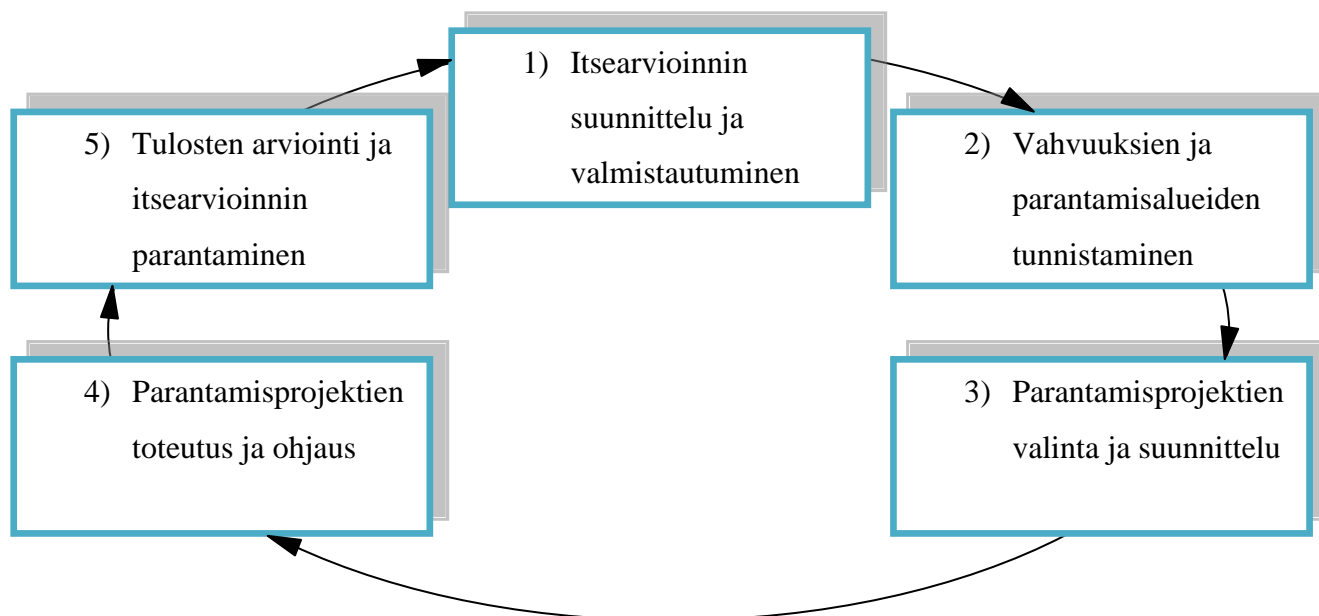 1) Itsearvioinnin
suunnittelu ja
valmistautuminen
2) Vahvuuksien ja
parantamisalueiden
tunnistaminen
3) Parantamisprojektien
valinta ja suunnittelu
4) Parantamisprojektien
toteutus ja ohjaus
5) Tulosten arviointi ja
itsearvioinnin
parantaminen